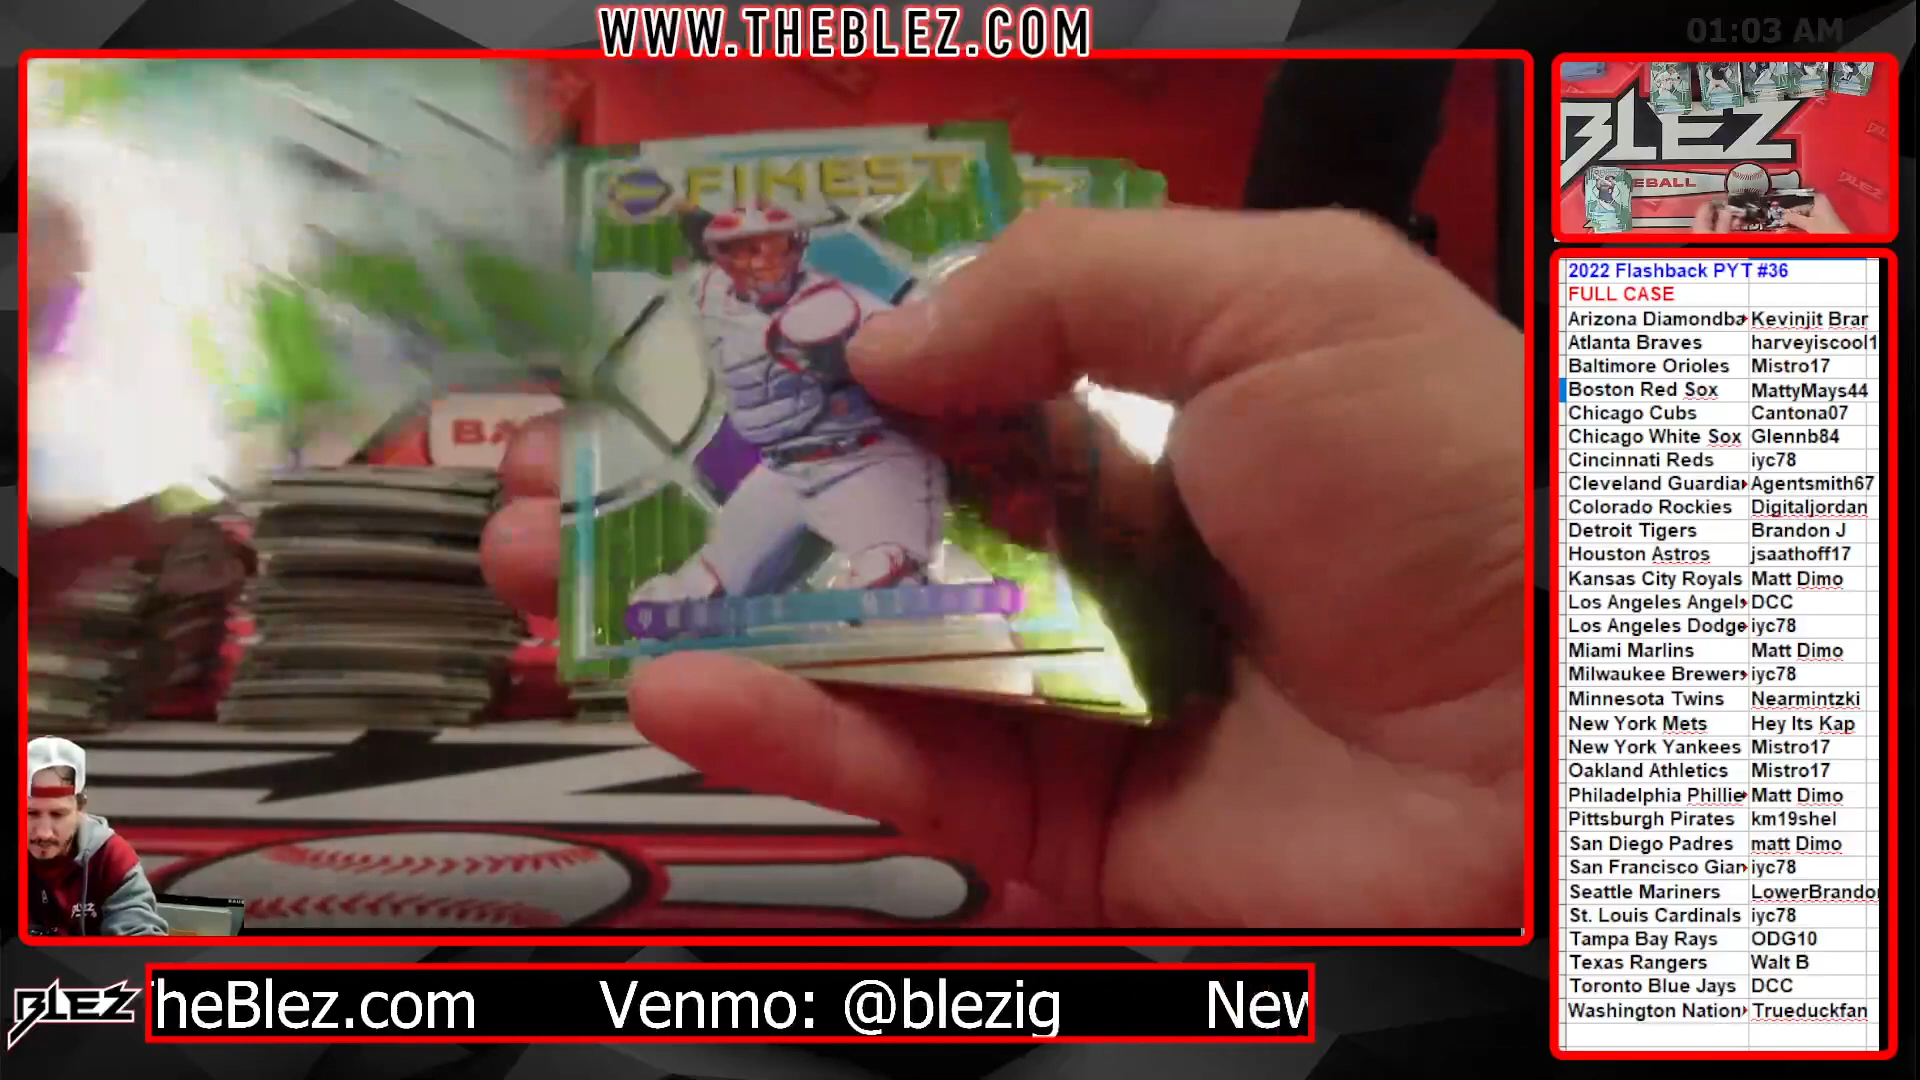 WWW.THEBLEZ.COM
01:03 AM
FINEST
BLEZ
EBALL
BA
2022 Flashback PYT #36
FULL CASE
Arizona Diamondba Kevinjit Brar
Atlanta Braves harveyiscool1
Baltimore Orioles Mistro17
Boston Red Sox MattyMays44
Chicago Cubs Cantona07
Chicago White Sox Glennb84
Cincinnati Reds iyc78
Cleveland Guardia Agentsmith67
Colorado Rockies Digitaljordan
Detroit Tigers Brandon J
Houston Astros jsaathoff17
Kansas City Royals Matt Dimo
Los Angeles Angels DCC
Los Angeles Dodge iyc78
Miami Marlins Matt Dimo
Milwaukee Brewers iyc78
Minnesota Twins Nearmintzki
New York Mets Hey Its Kap
New York Yankees Mistro17
Oakland Athletics Mistro17
Philadelphia Phillie Matt Dimo
Pittsburgh Pirates km19shel
San Diego Padres matt Dimo
San Francisco Gian iyc78
Seattle Mariners LowerBrandon
St. Louis Cardinals iyc78
Tampa Bay Rays ODG10
Texas Rangers Walt B
Toronto Blue Jays DCC
Washington Nation Trueduckfan
BLEZ
heBlez.com Venmo: @blezig New